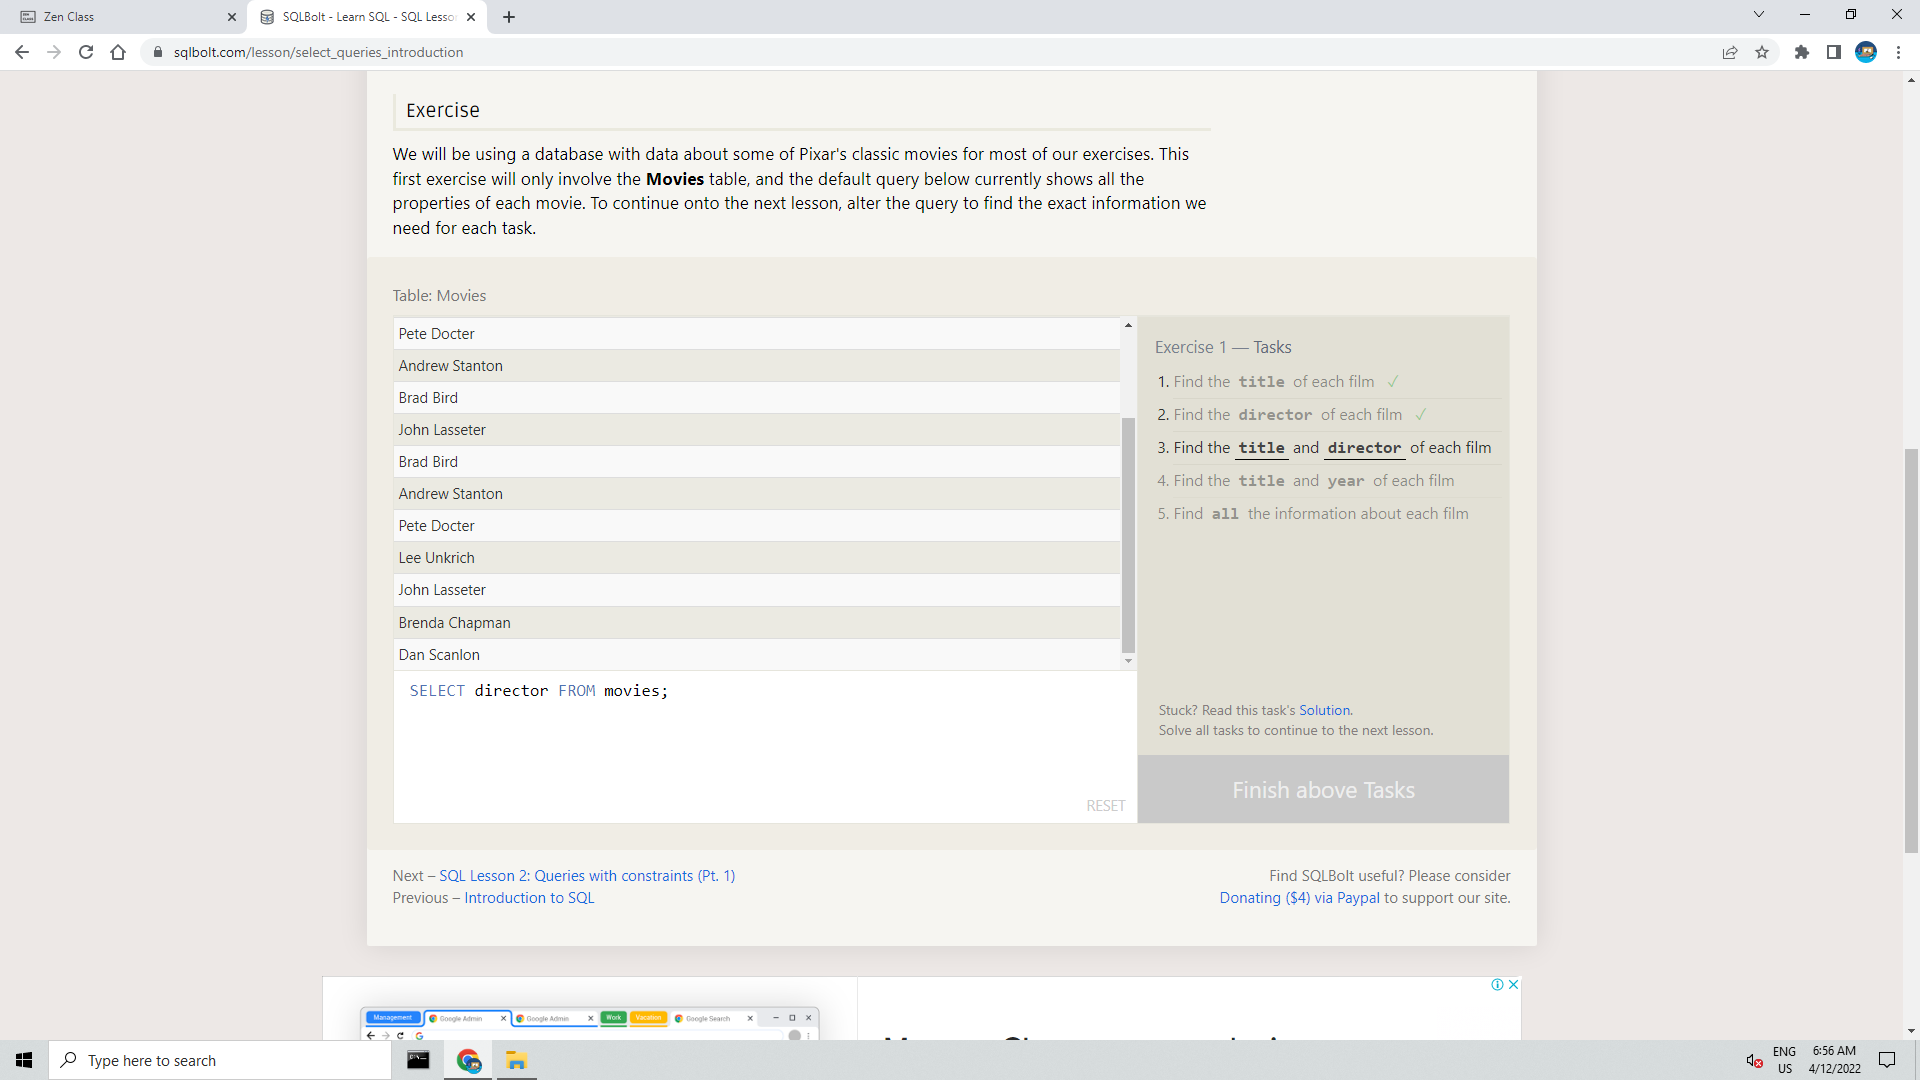 Zen Class
SQLBolt - Learn SQL - SQL Lesso
sqlbolt.com/lesson/select_queries_introduction
Exercise
We will be using a database with data about some of Pixar's classic movies for most of our exercises. This
first exercise will only involve the Movies table, and the default query below currently shows all the
properties of each movie. To continue onto the next lesson, alter the query to find the exact information we
need for each task.
Table: Movies
Pete Docter
Andrew Stanton
Brad Bird
John Lasseter
Brad Bird
Andrew Stanton
Pete Docter
Lee Unkrich
John Lasseter
Brenda Chapman
Dan Scanlon
SELECT director FROM movies;
RESET
Exercise 1 — Tasks
1. Find the title of each film ✓
2. Find the director of each film ✓
3. Find the title and director of each film
4. Find the title and year of each film
5. Find all the information about each film
Stuck? Read this task's Solution.
Solve all tasks to continue to the next lesson.
Finish above Tasks
Next – SQL Lesson 2: Queries with constraints (Pt. 1)
Previous – Introduction to SQL
Find SQLBolt useful? Please consider
Donating ($4) via Paypal to support our site.
Management
Google Admin
Google Admin
Work
Vacation
Google Search
Type here to search
ENG
US
6:56 AM
4/12/2022